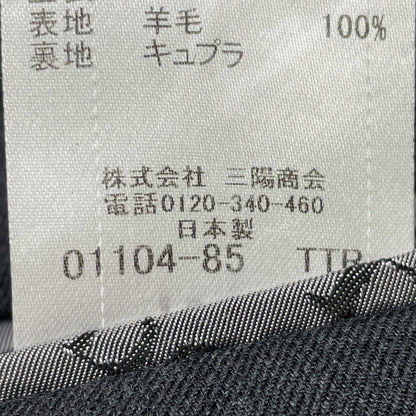 表地 羊毛 100%
裏地 キュプラ
株式会社 三陽商会
電話0120-340-460
日本製
01104-85 TTR